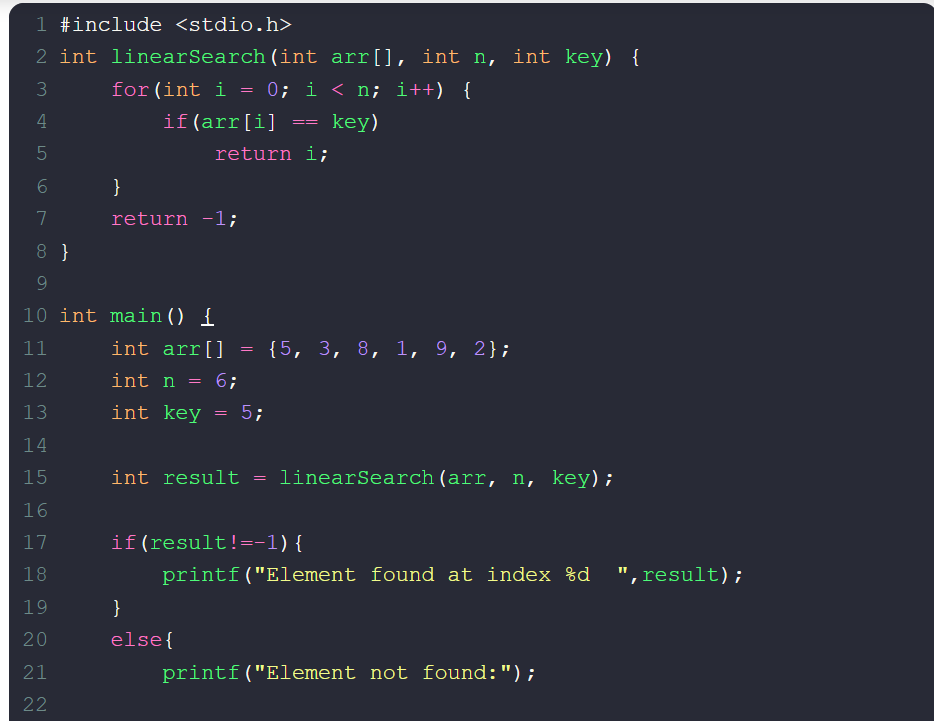 1 #include <stdio.h>
2 int linearSearch(int arr[], int n, int key) {
3     for(int i = 0; i < n; i++) {
4         if(arr[i] == key)
5             return i;
6     }
7     return -1;
8 }
9
10 int main() {
11     int arr[] = {5, 3, 8, 1, 9, 2};
12     int n = 6;
13     int key = 5;
14
15     int result = linearSearch(arr, n, key);
16
17     if(result!=-1){
18         printf("Element found at index %d  ",result);
19     }
20     else{
21         printf("Element not found:");
22